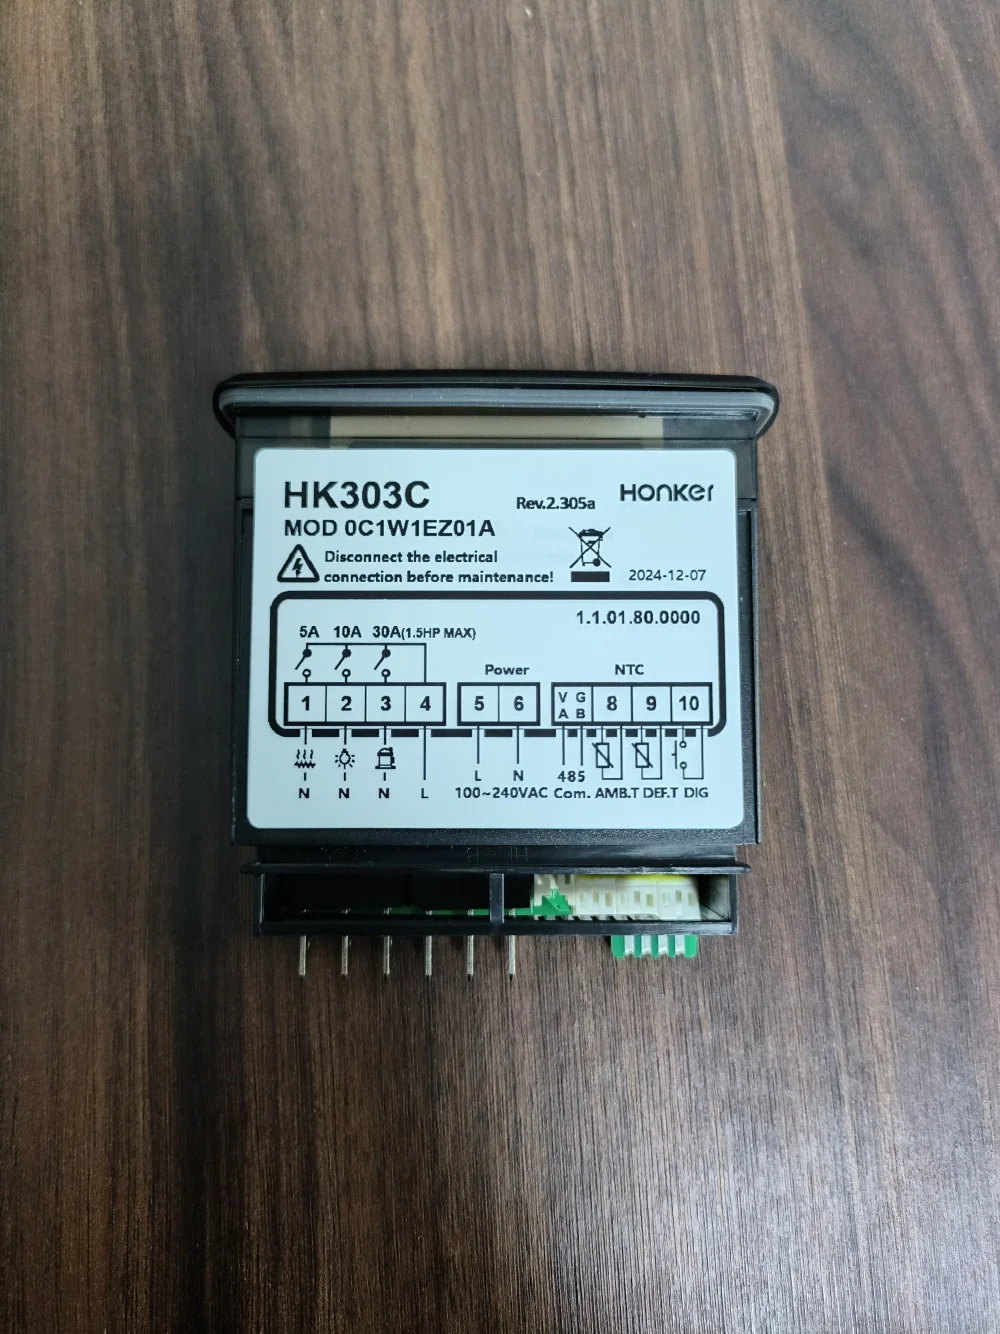 HK303C
Rev.2.305a
HONKer
MOD 0C1W1EZ01A
Disconnect the electrical
connection before maintenance!
2024-12-07
1.1.01.80.0000
5A 10A 30A(1.5HP MAX)
Power
NTC
1 2 3 4 5 6 V A G B 8 9 10
N N N L
L N
100~240VAC
485
Com. AMB.T DEF.T DIG